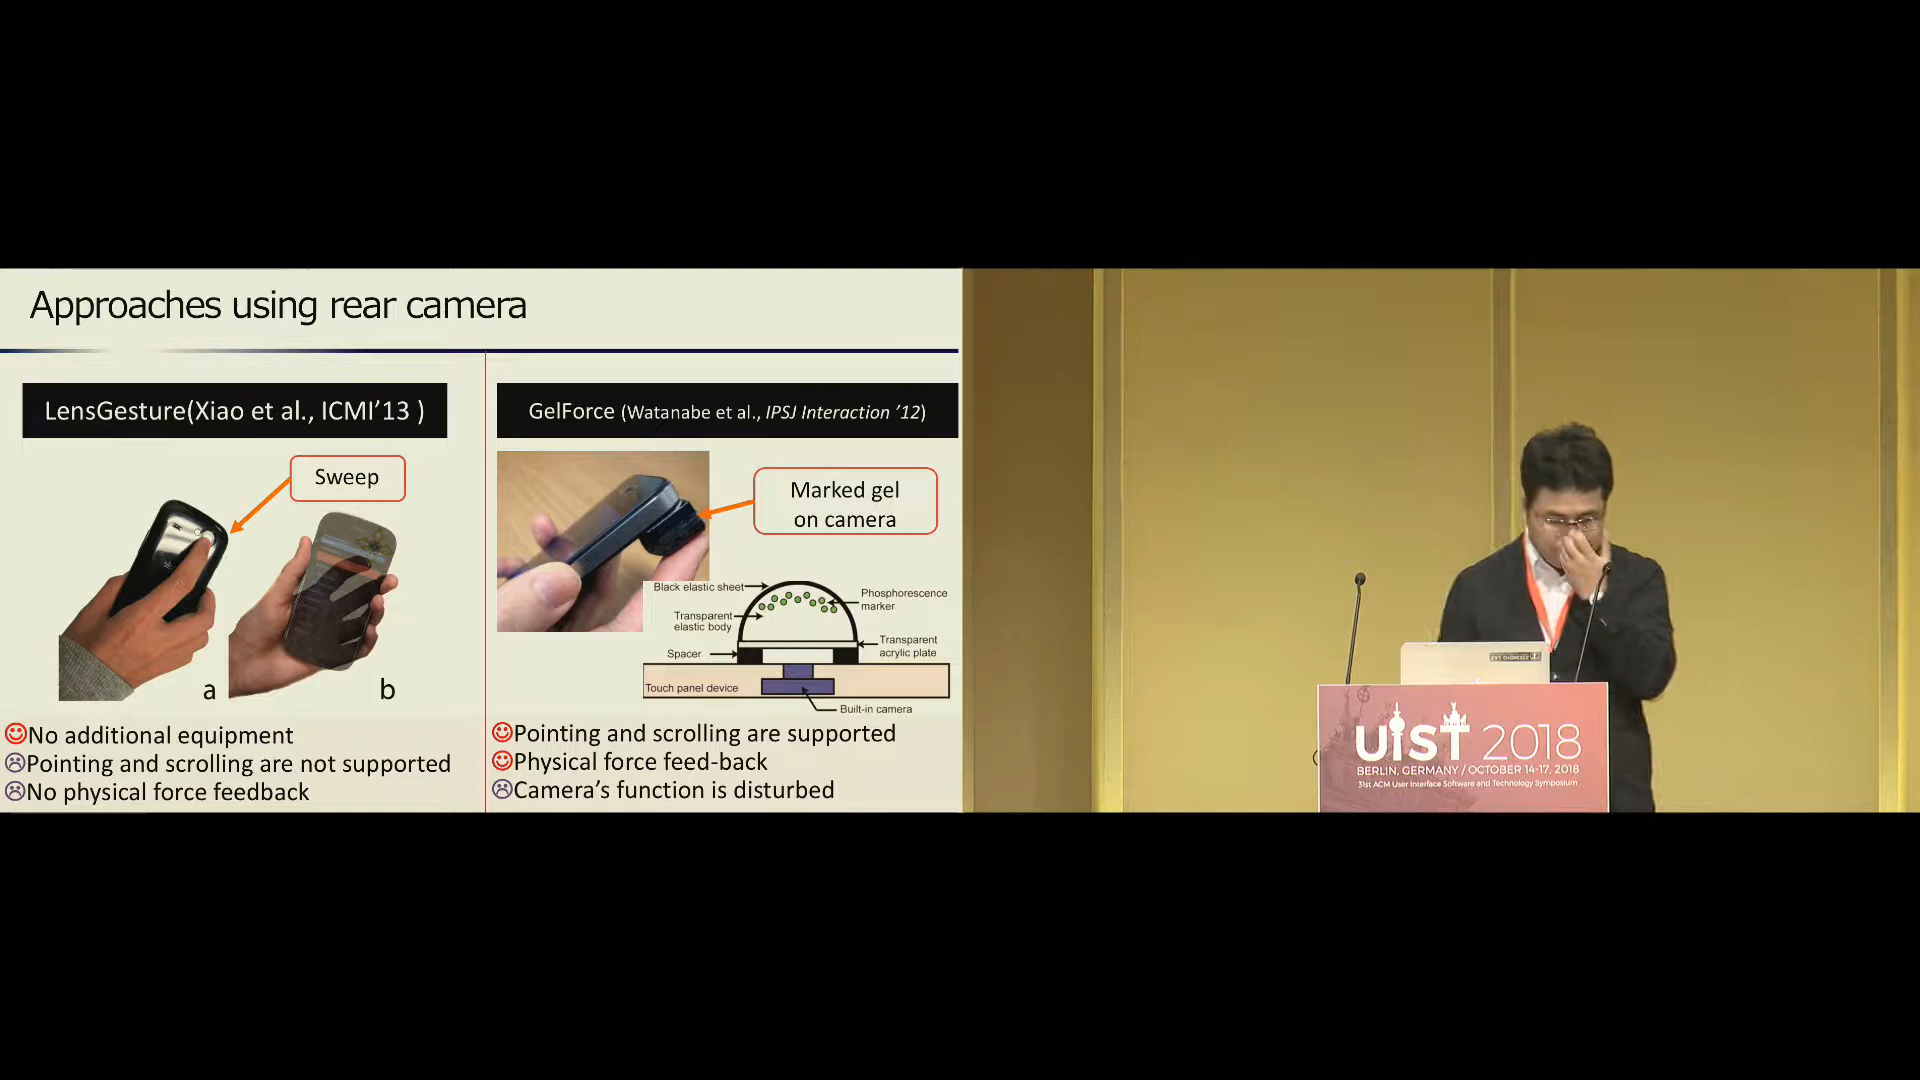 Approaches using rear camera
LensGesture(Xiao et al., ICMI’13 )
Sweep
a
b
No additional equipment
Pointing and scrolling are not supported
No physical force feedback
GelForce (Watanabe et al., IPSJ Interaction ’12)
Marked gel
on camera
Black elastic sheet
Phosphorescence
marker
Transparent
elastic body
Transparent
acrylic plate
Spacer
Touch panel device
Built-in camera
Pointing and scrolling are supported
Physical force feed-back
Camera’s function is disturbed
UIST 2018
BERLIN, GERMANY / OCTOBER 14-17, 2018
31st ACM User Interface Software and Technology Symposium